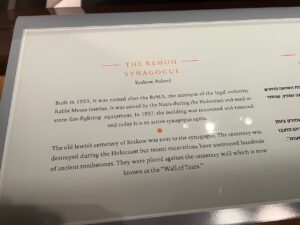 THE REMUH
SYNAGOGUE
Krakow, Poland
Built in 1553, it was named after the ReMA, the acronym of the legal authority,
Rabbi Moses Isserles. It was seized by the Nazis during the Holocaust and used to
store fire-fighting equipment. In 1957, the building was renovated and restored
and today it is an active synagogue again.
The old Jewish cemetery of Krakow was next to the synagogue. The cemetery was
destroyed during the Holocaust but recent excavations have uncovered hundreds
of ancient tombstones. They were placed against the cemetery wall, which is now
known as the "Wall of Tears."